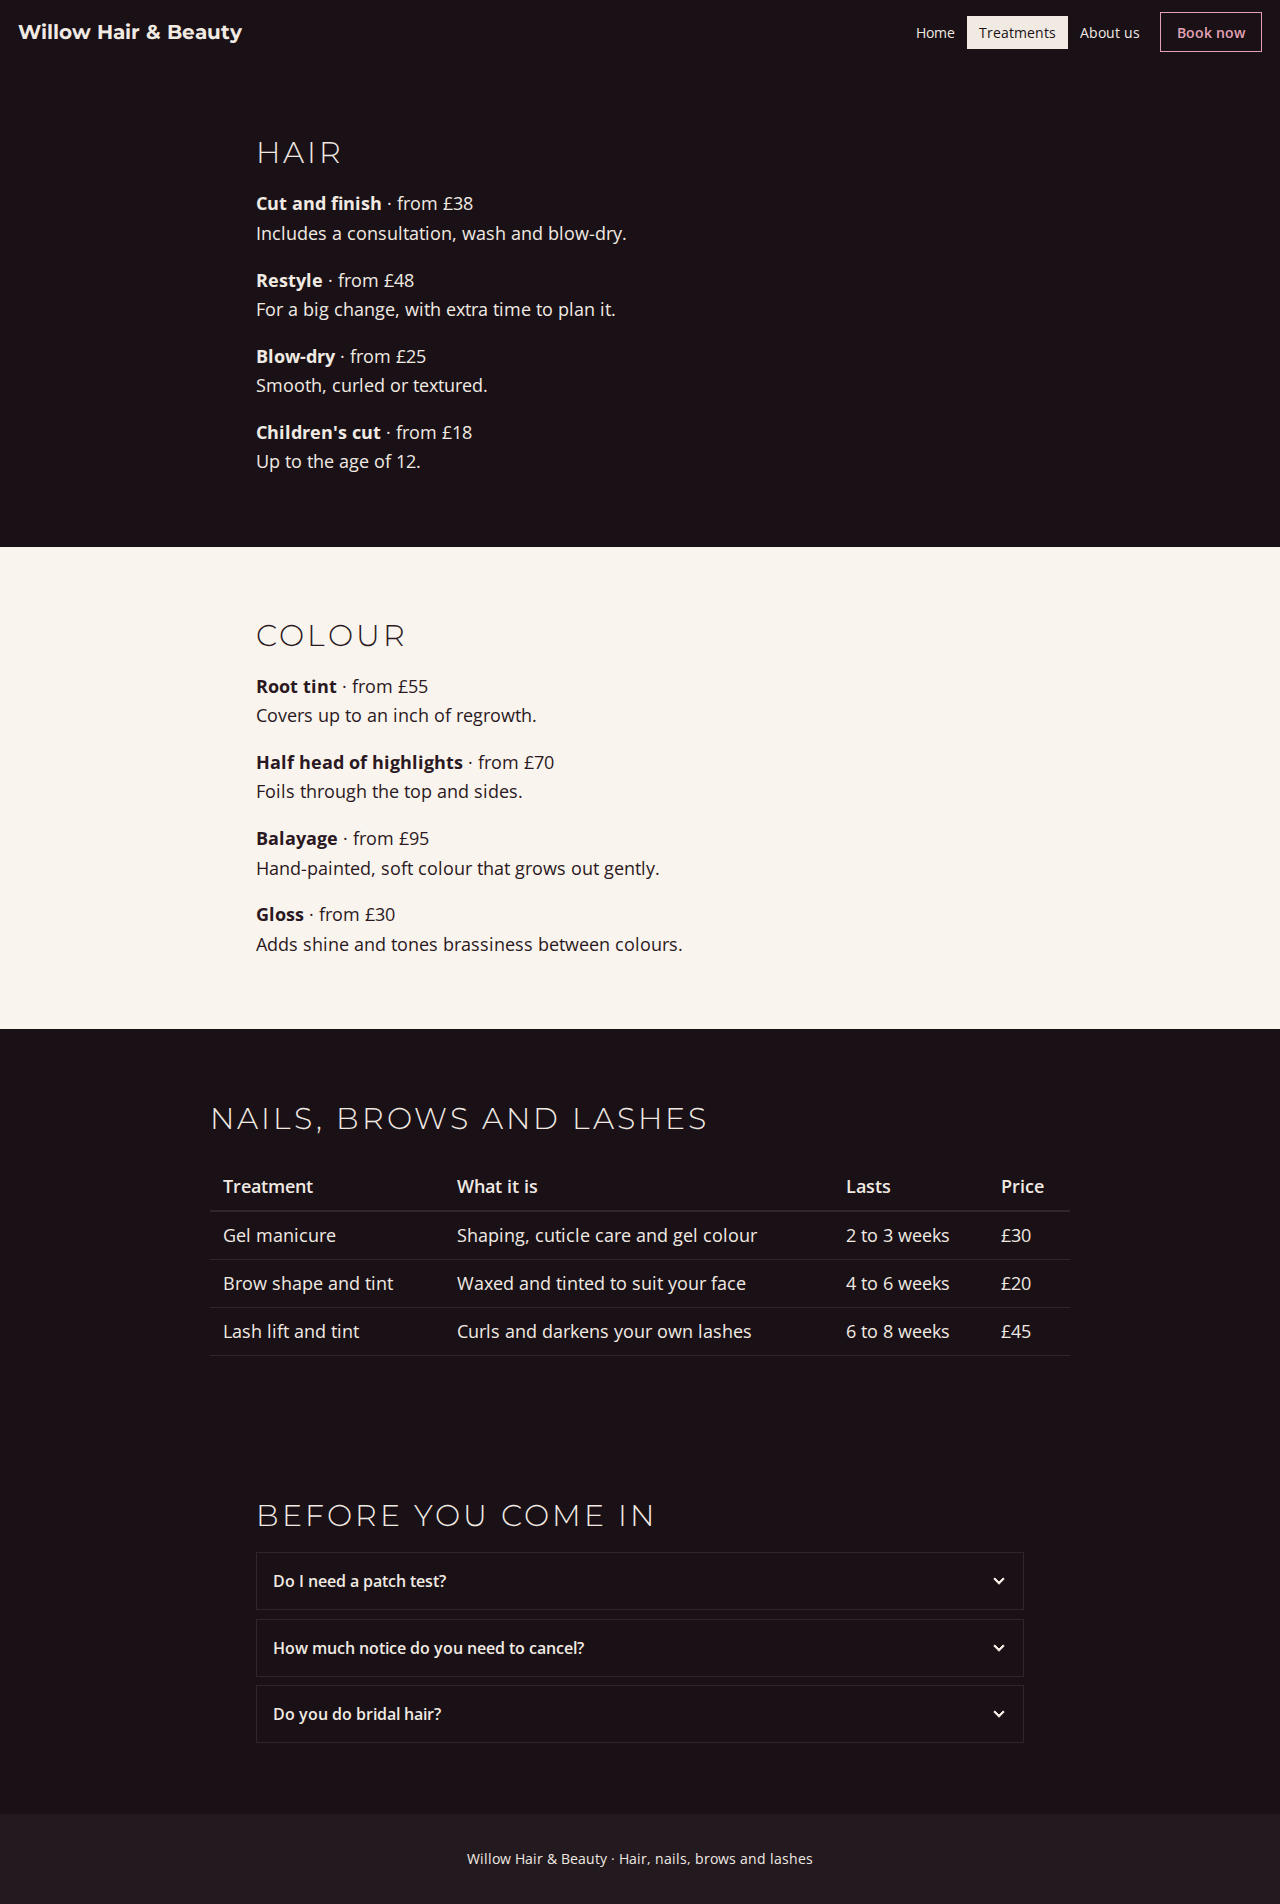 Willow Hair & Beauty
Home Treatments About us Book now
HAIR
Cut and finish · from £38
Includes a consultation, wash and blow-dry.
Restyle · from £48
For a big change, with extra time to plan it.
Blow-dry · from £25
Smooth, curled or textured.
Children's cut · from £18
Up to the age of 12.
COLOUR
Root tint · from £55
Covers up to an inch of regrowth.
Half head of highlights · from £70
Foils through the top and sides.
Balayage · from £95
Hand-painted, soft colour that grows out gently.
Gloss · from £30
Adds shine and tones brassiness between colours.
NAILS, BROWS AND LASHES
Treatment What it is Lasts Price
Gel manicure Shaping, cuticle care and gel colour 2 to 3 weeks £30
Brow shape and tint Waxed and tinted to suit your face 4 to 6 weeks £20
Lash lift and tint Curls and darkens your own lashes 6 to 8 weeks £45
BEFORE YOU COME IN
Do I need a patch test?
How much notice do you need to cancel?
Do you do bridal hair?
Willow Hair & Beauty · Hair, nails, brows and lashes